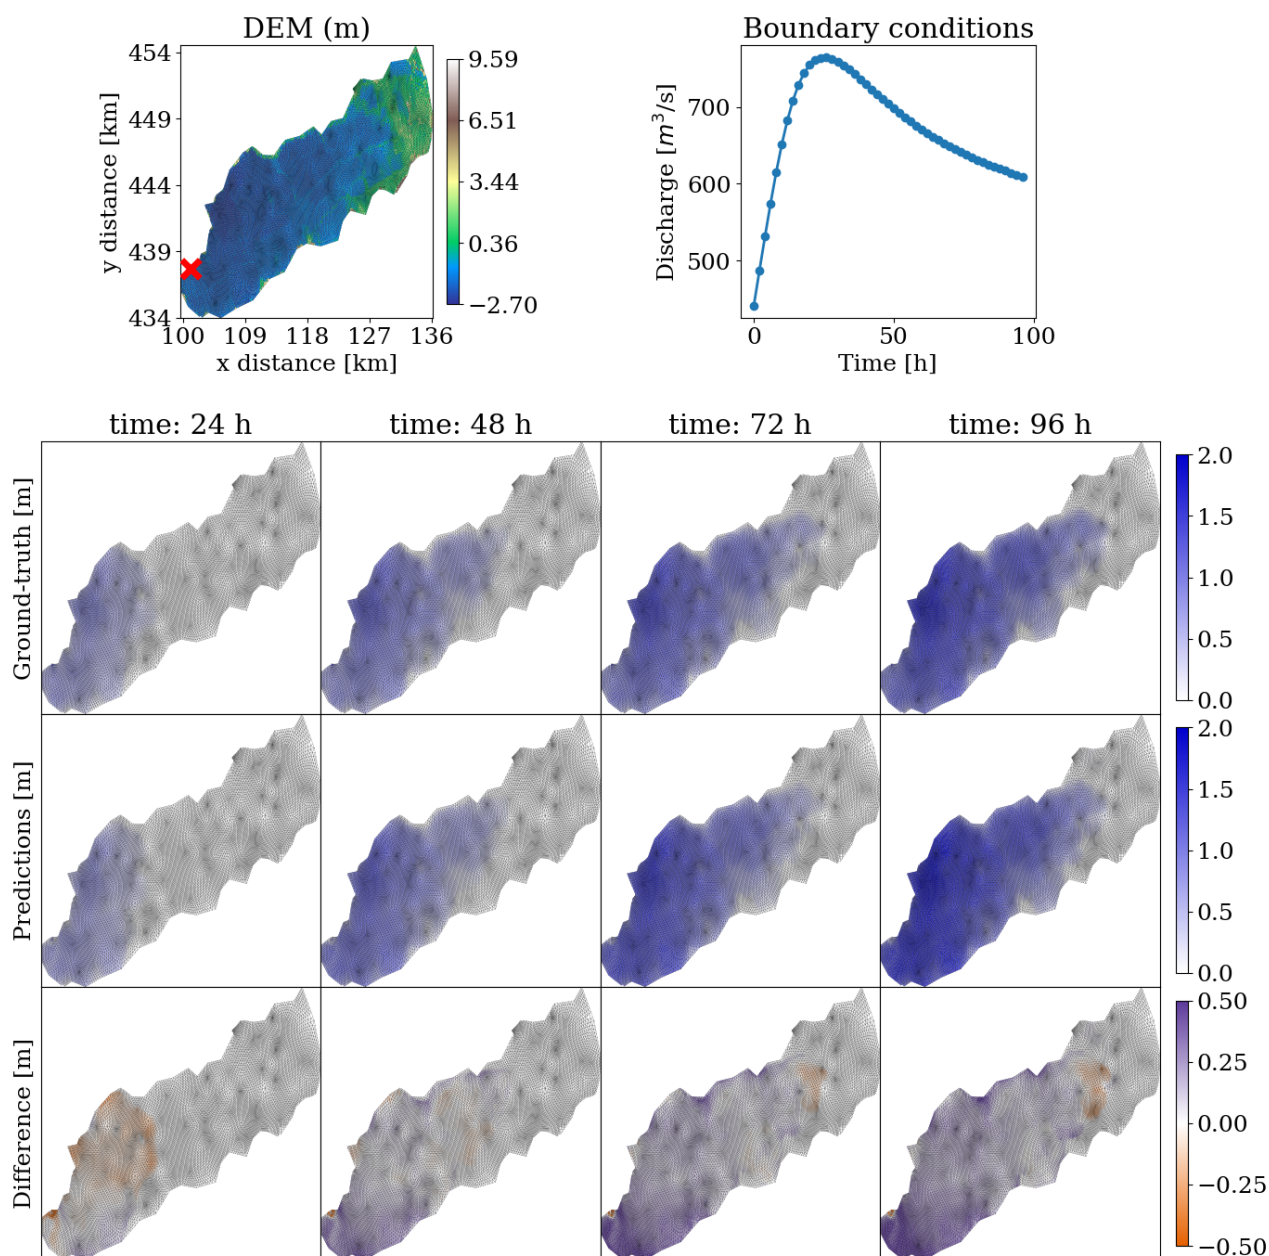 DEM (m)
454
449
444
439
434
y distance [km]
100 109 118 127 136
x distance [km]
9.59
6.51
3.44
0.36
−2.70
Boundary conditions
700
600
500
Discharge [m³/s]
0 50 100
Time [h]
time: 24 h time: 48 h time: 72 h time: 96 h
Ground-truth [m]
2.0
1.5
1.0
0.5
0.0
Predictions [m]
2.0
1.5
1.0
0.5
0.0
Difference [m]
0.50
0.25
0.00
−0.25
−0.50